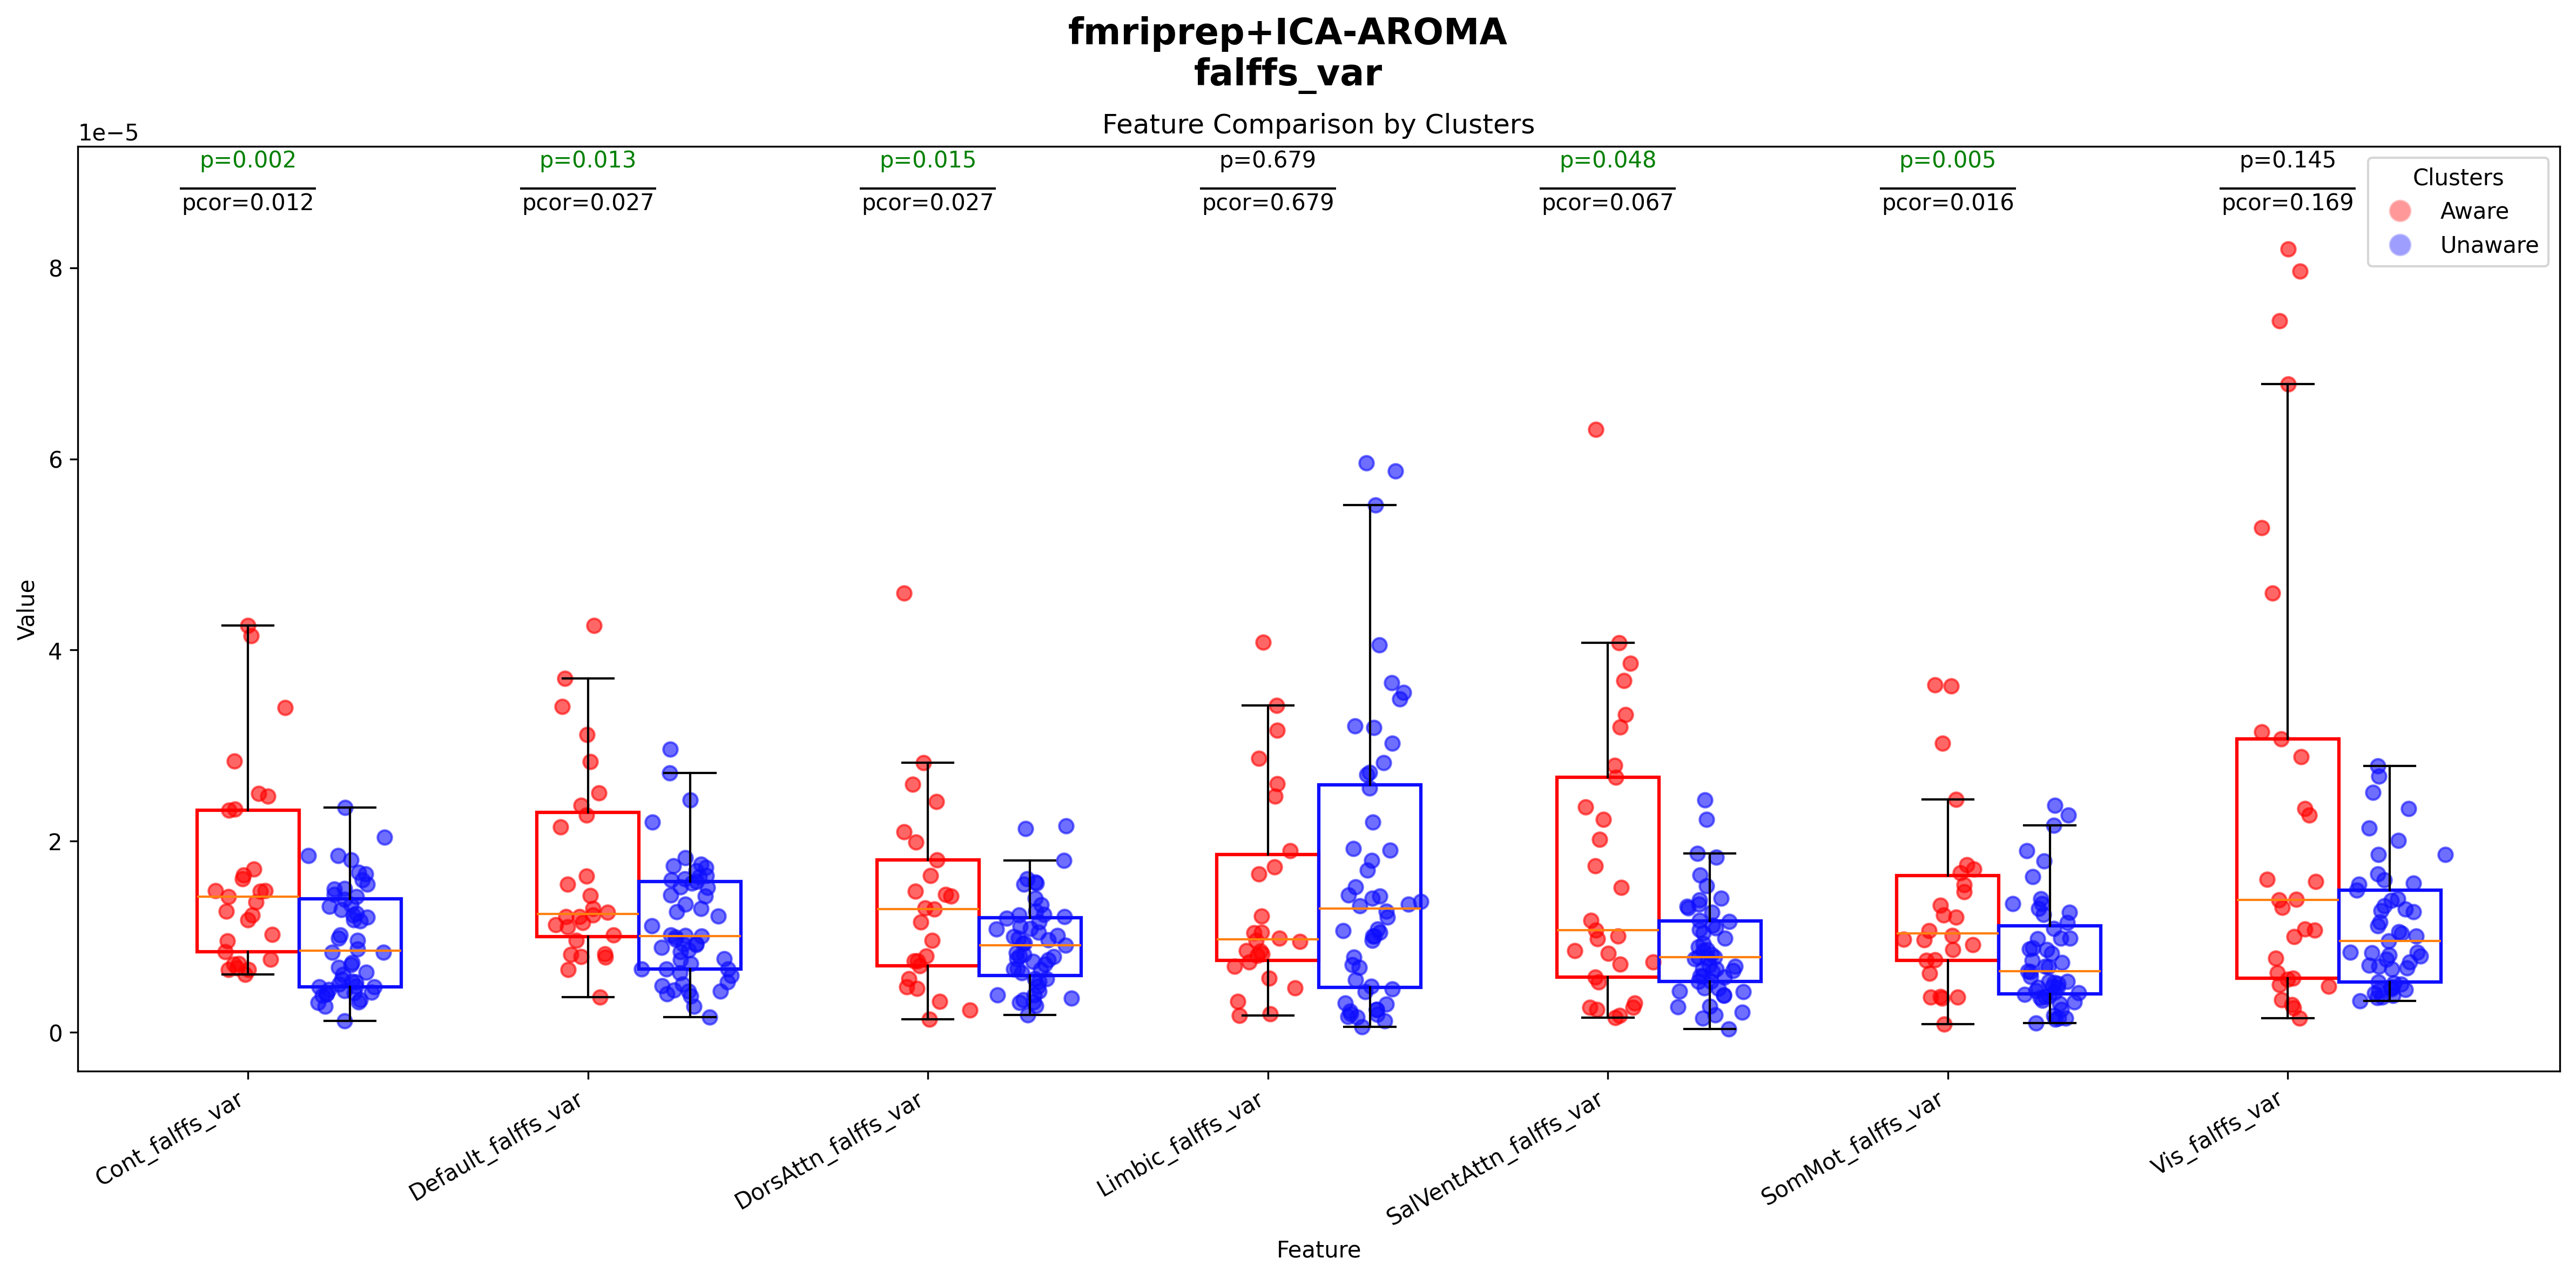 fmriprep+ICA-AROMA
falffs_var
Feature Comparison by Clusters
1e−5
p=0.002
pcor=0.012
p=0.013
pcor=0.027
p=0.015
pcor=0.027
p=0.679
pcor=0.679
p=0.048
pcor=0.067
p=0.005
pcor=0.016
p=0.145
pcor=0.169
Clusters
Aware
Unaware
8
6
4
2
0
Value
Cont_falffs_var
Default_falffs_var
DorsAttn_falffs_var
Limbic_falffs_var
SalVentAttn_falffs_var
SomMot_falffs_var
Vis_falffs_var
Feature